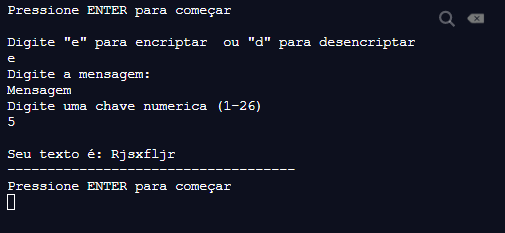 Pressione ENTER para começar
Digite "e" para encriptar  ou "d" para desencriptar
e
Digite a mensagem:
Mensagem
Digite uma chave numerica (1-26)
5
Seu texto é: Rjsxfljr
------------------------------------
Pressione ENTER para começar